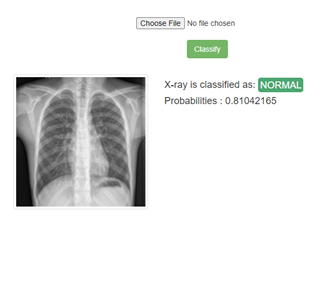 Choose File No file chosen
Classify
X-ray is classified as: NORMAL
Probabilities : 0.81042165